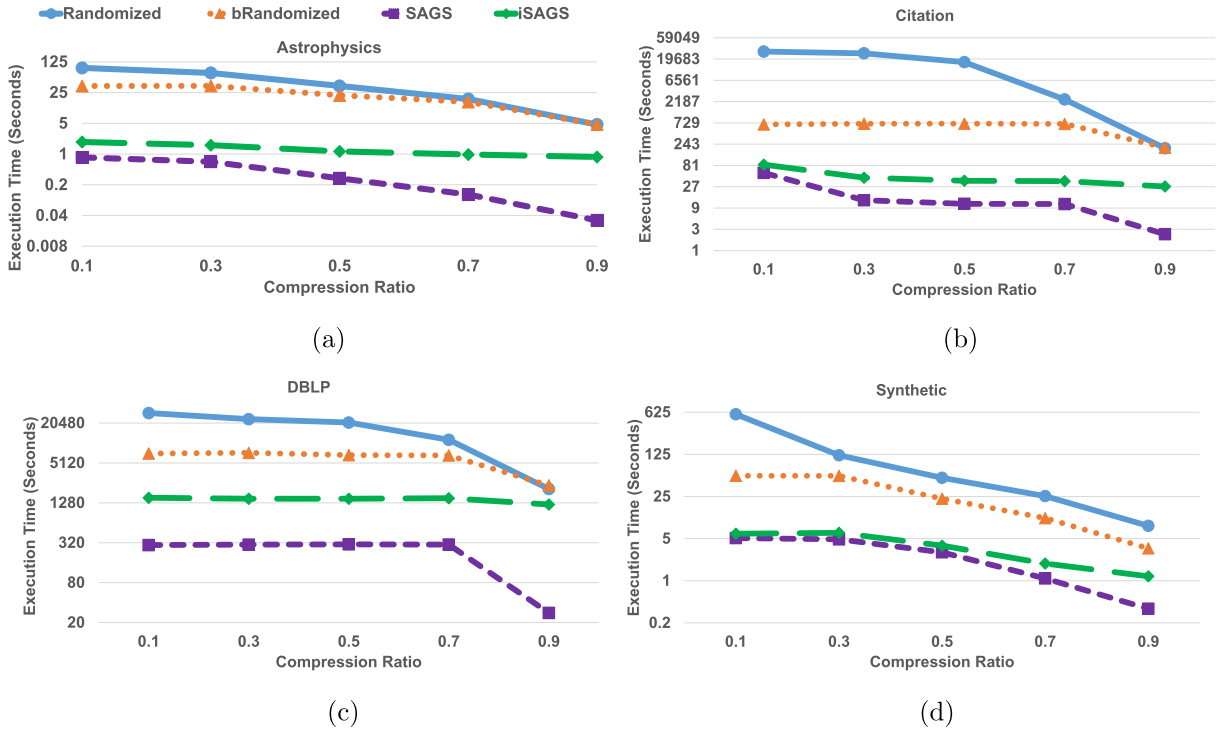 Randomized bRandomized SAGS iSAGS
Astrophysics
Execution Time (Seconds)
125
25
5
1
0.2
0.04
0.008
0.1 0.3 0.5 0.7 0.9
Compression Ratio
(a)
Citation
Execution Time (Seconds)
59049
19683
6561
2187
729
243
81
27
9
3
1
0.1 0.3 0.5 0.7 0.9
Compression Ratio
(b)
DBLP
Execution Time (Seconds)
20480
5120
1280
320
80
20
0.1 0.3 0.5 0.7 0.9
Compression Ratio
(c)
Synthetic
Execution Time (Seconds)
625
125
25
5
1
0.2
0.1 0.3 0.5 0.7 0.9
Compression Ratio
(d)